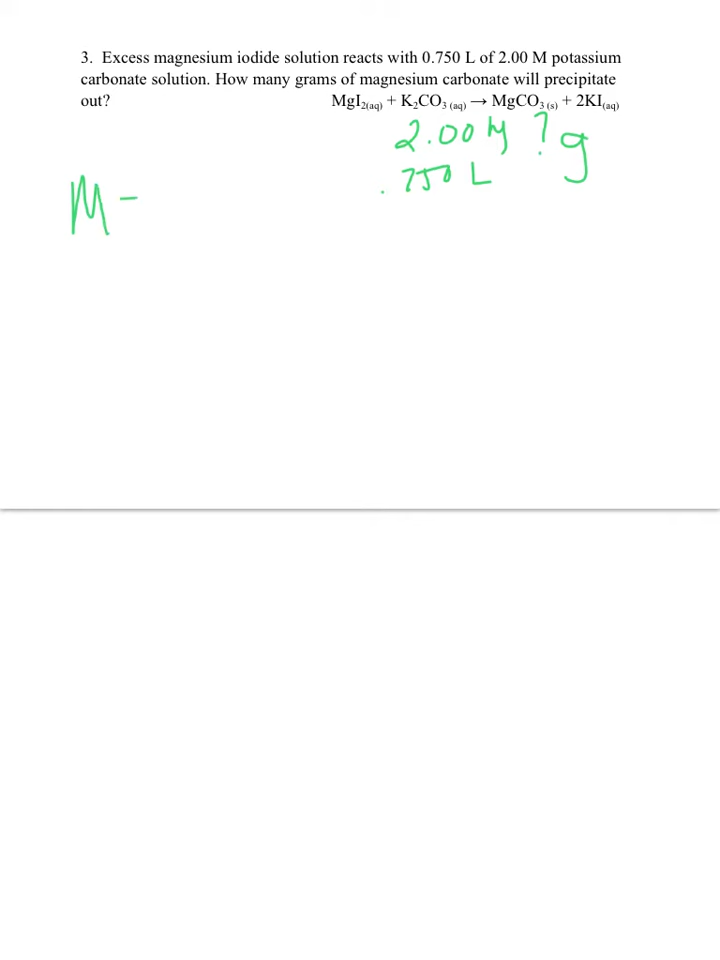 3. Excess magnesium iodide solution reacts with 0.750 L of 2.00 M potassium
carbonate solution. How many grams of magnesium carbonate will precipitate
out? MgI₂(aq) + K₂CO₃ (aq) → MgCO₃ (s) + 2KI(aq)
2.00 M ? g
.750 L
M -